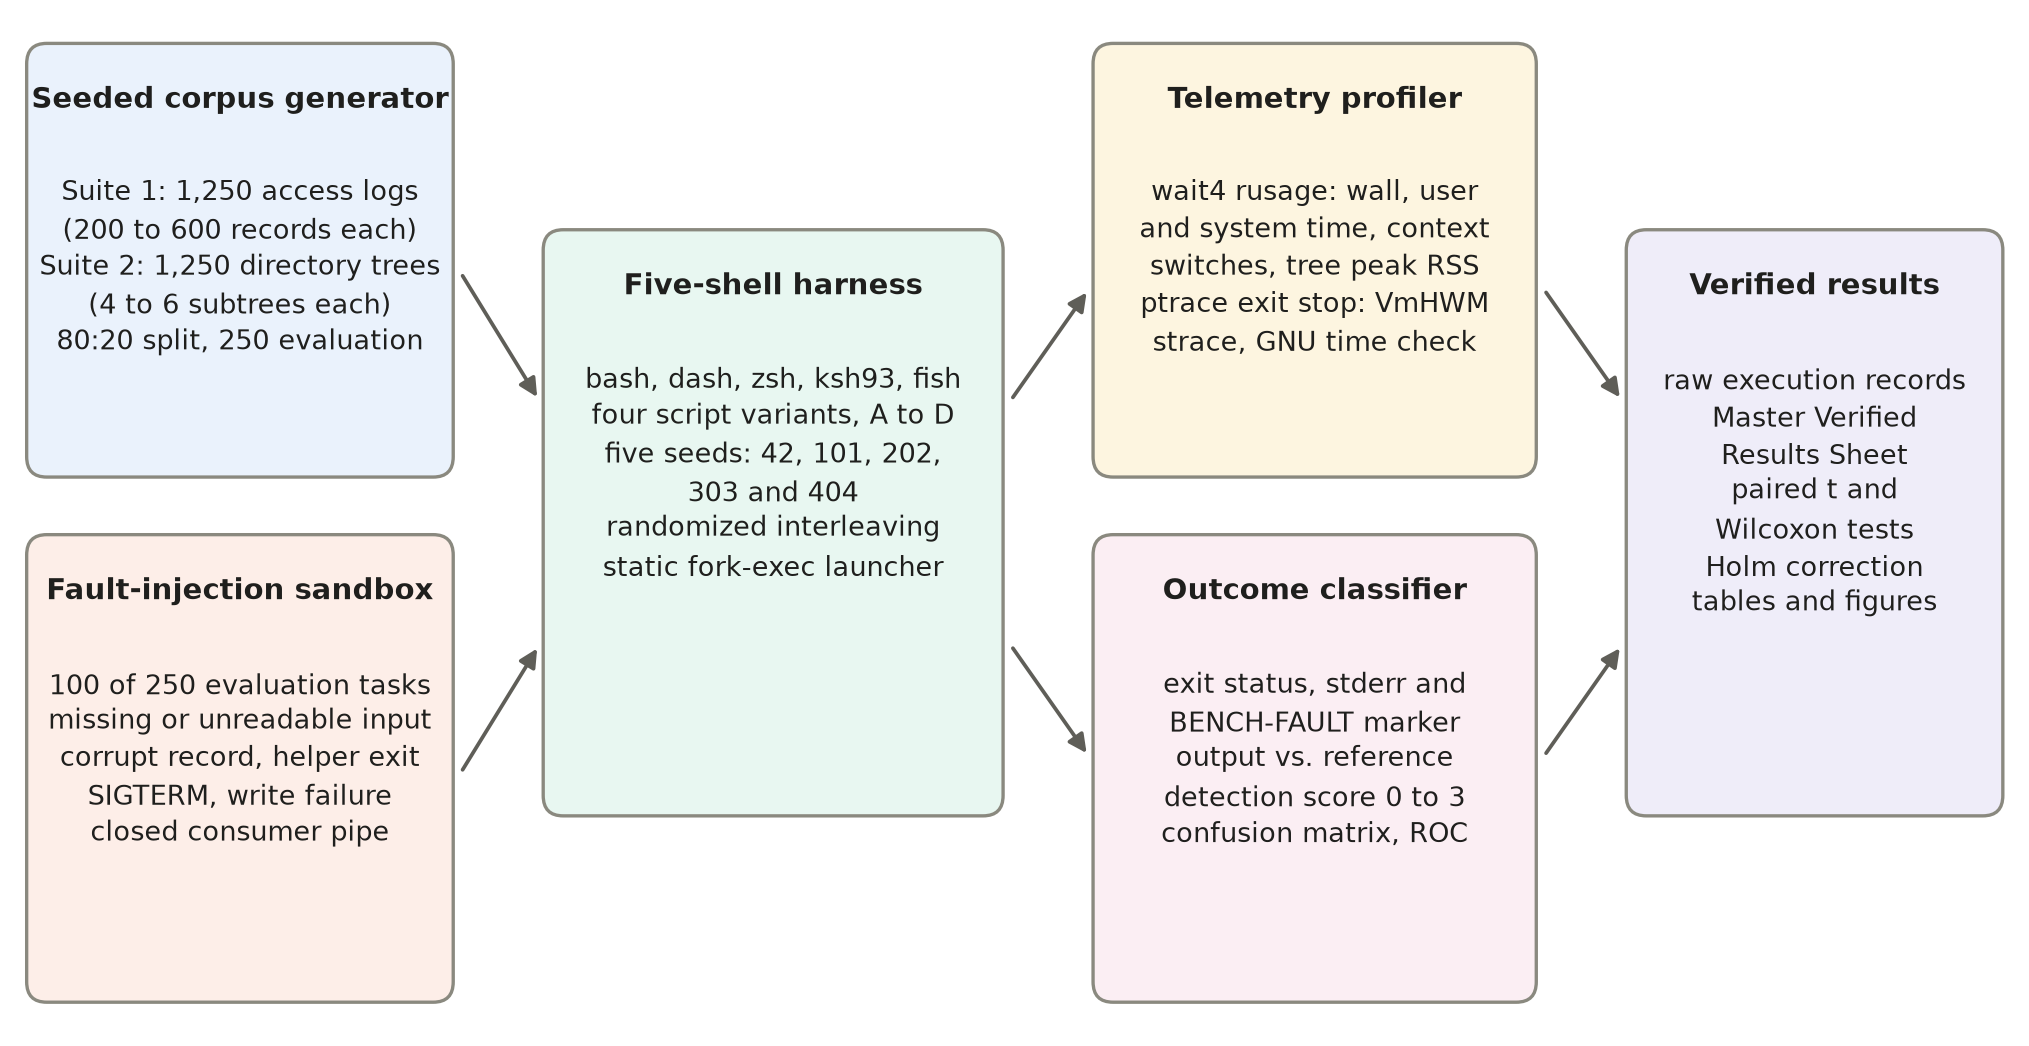 Seeded corpus generator
Suite 1: 1,250 access logs
(200 to 600 records each)
Suite 2: 1,250 directory trees
(4 to 6 subtrees each)
80:20 split, 250 evaluation
Fault-injection sandbox
100 of 250 evaluation tasks
missing or unreadable input
corrupt record, helper exit
SIGTERM, write failure
closed consumer pipe
Five-shell harness
bash, dash, zsh, ksh93, fish
four script variants, A to D
five seeds: 42, 101, 202,
303 and 404
randomized interleaving
static fork-exec launcher
Telemetry profiler
wait4 rusage: wall, user
and system time, context
switches, tree peak RSS
ptrace exit stop: VmHWM
strace, GNU time check
Outcome classifier
exit status, stderr and
BENCH-FAULT marker
output vs. reference
detection score 0 to 3
confusion matrix, ROC
Verified results
raw execution records
Master Verified
Results Sheet
paired t and
Wilcoxon tests
Holm correction
tables and figures